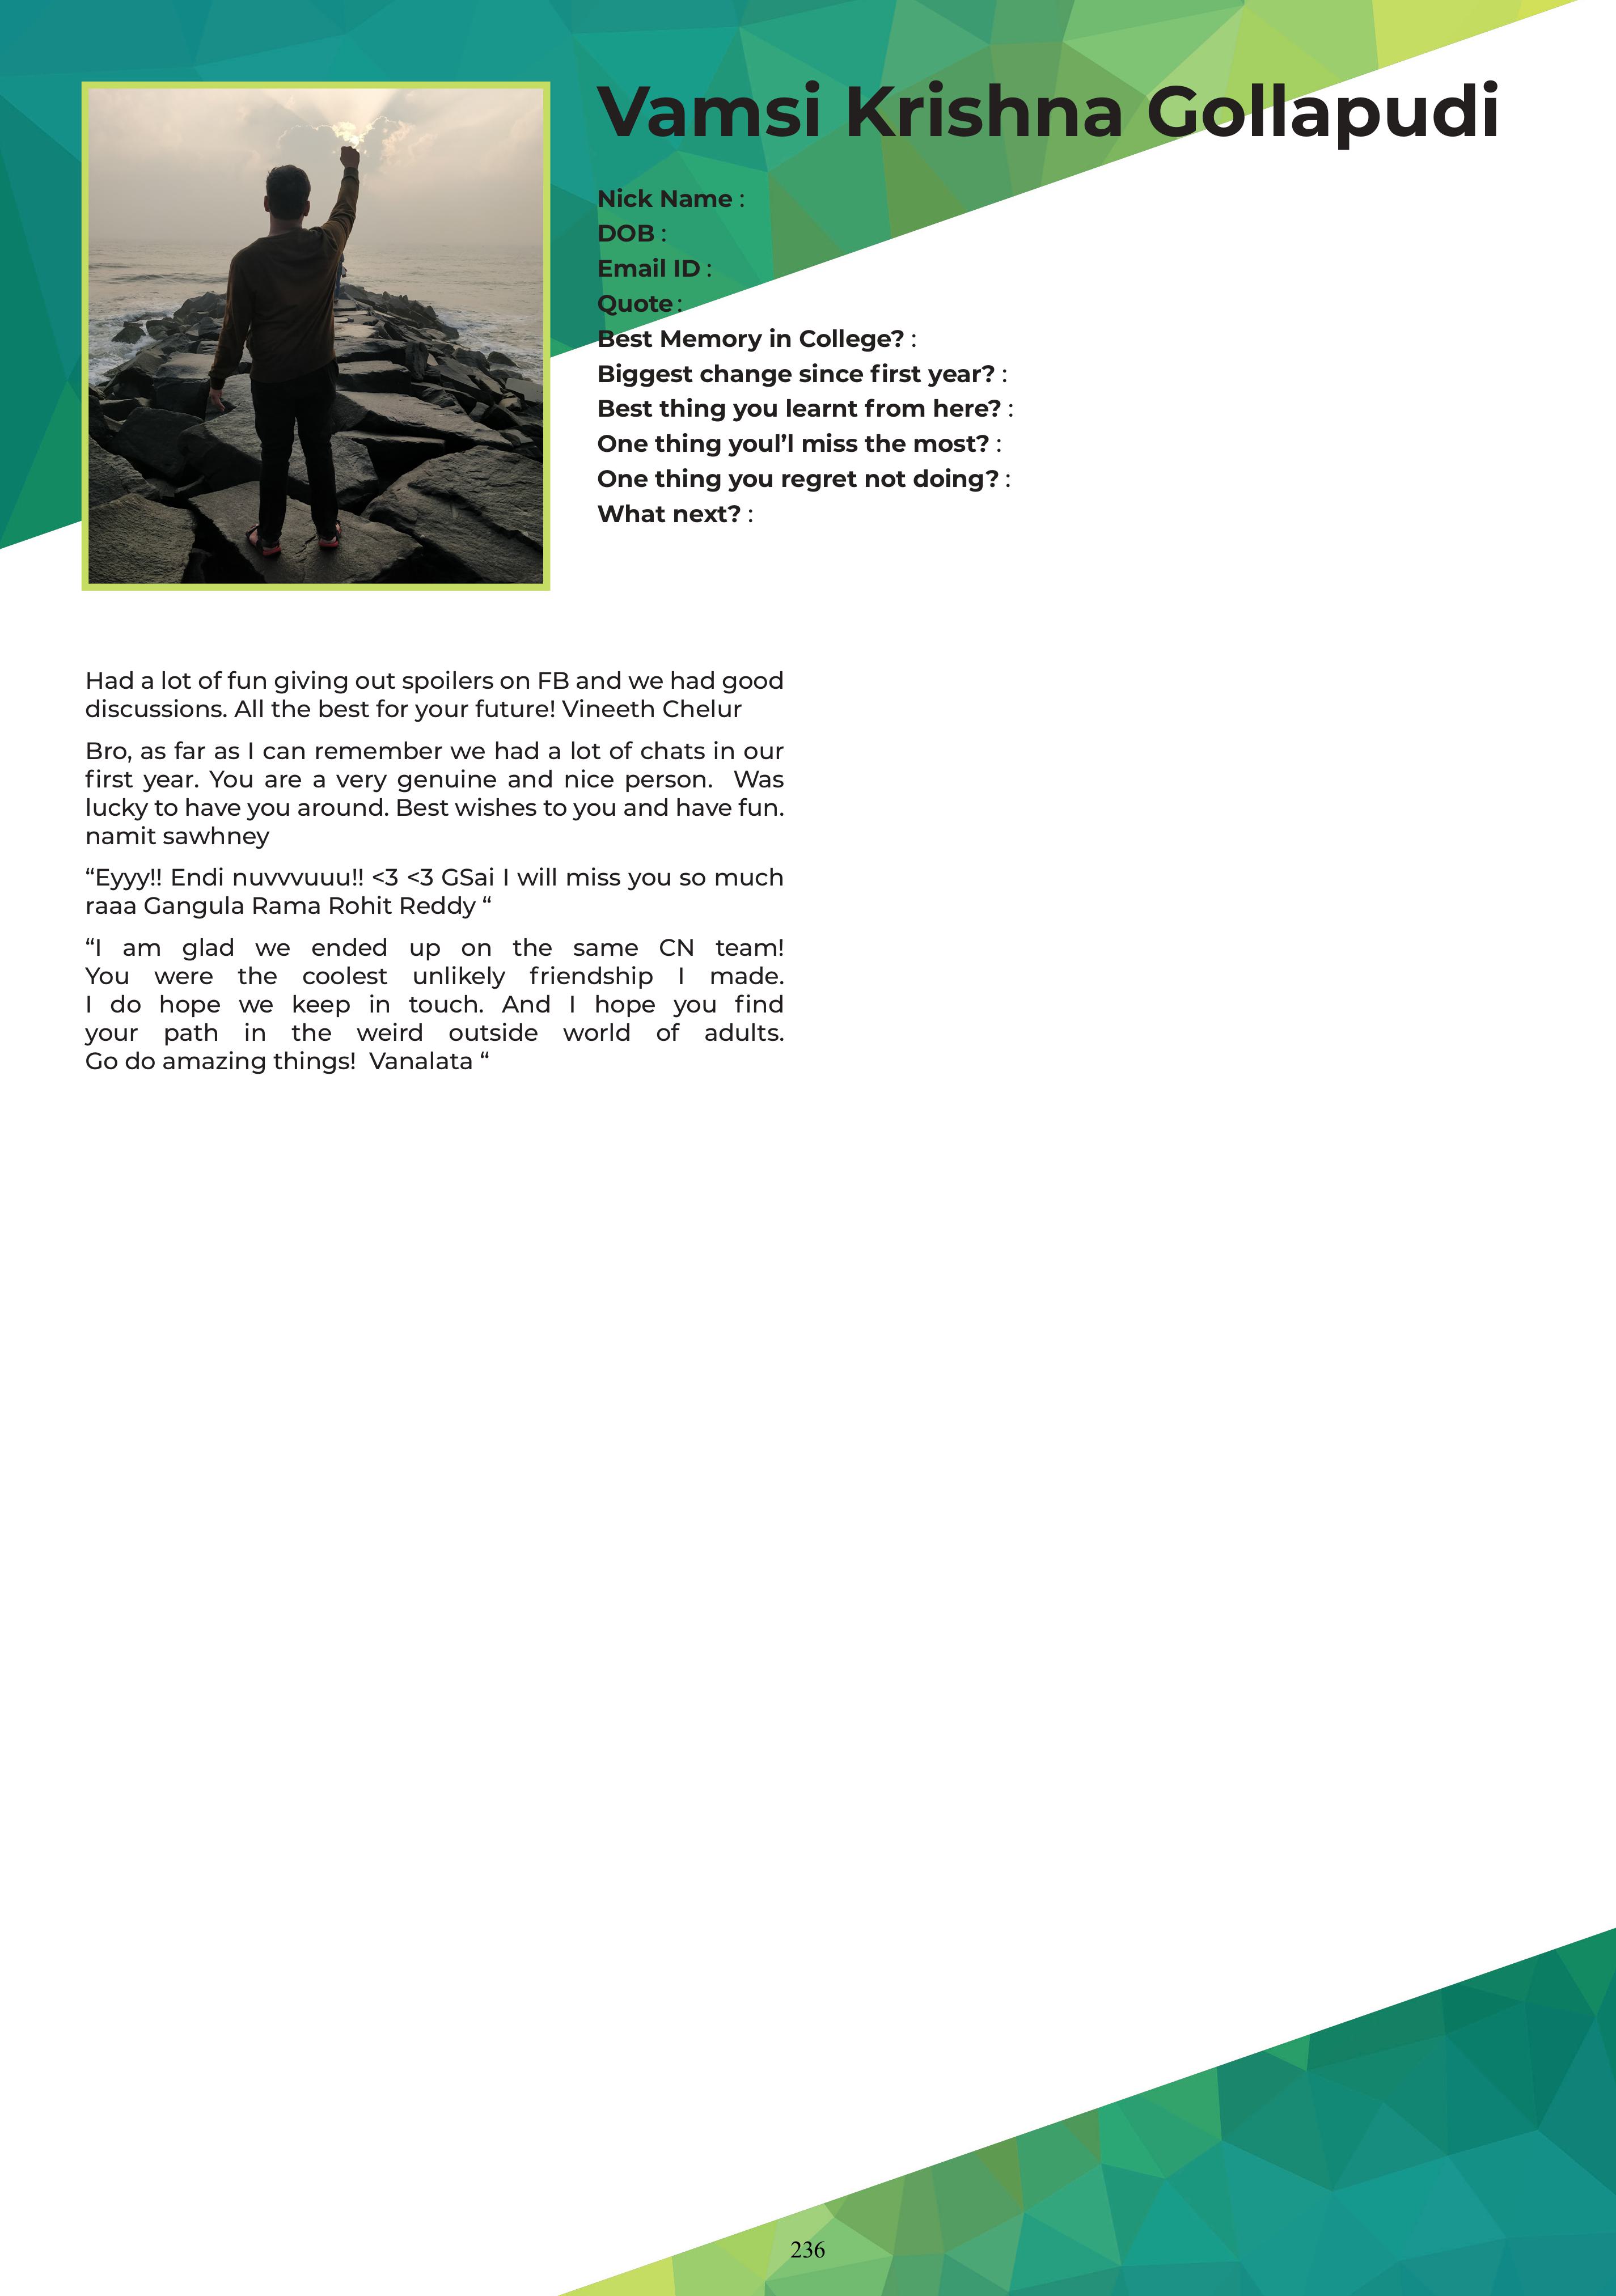 Vamsi Krishna Gollapudi
Nick Name :
DOB :
Email ID :
Quote :
Best Memory in College? :
Biggest change since first year? :
Best thing you learnt from here? :
One thing youl’l miss the most? :
One thing you regret not doing? :
What next? :
Had a lot of fun giving out spoilers on FB and we had good
discussions. All the best for your future! Vineeth Chelur
Bro, as far as I can remember we had a lot of chats in our
first year. You are a very genuine and nice person.  Was
lucky to have you around. Best wishes to you and have fun.
namit sawhney
“Eyyy!! Endi nuvvvuuu!! <3 <3 GSai I will miss you so much
raaa Gangula Rama Rohit Reddy “
“I am glad we ended up on the same CN team!
You were the coolest unlikely friendship I made.
I do hope we keep in touch. And I hope you find
your path in the weird outside world of adults.
Go do amazing things!  Vanalata “
236